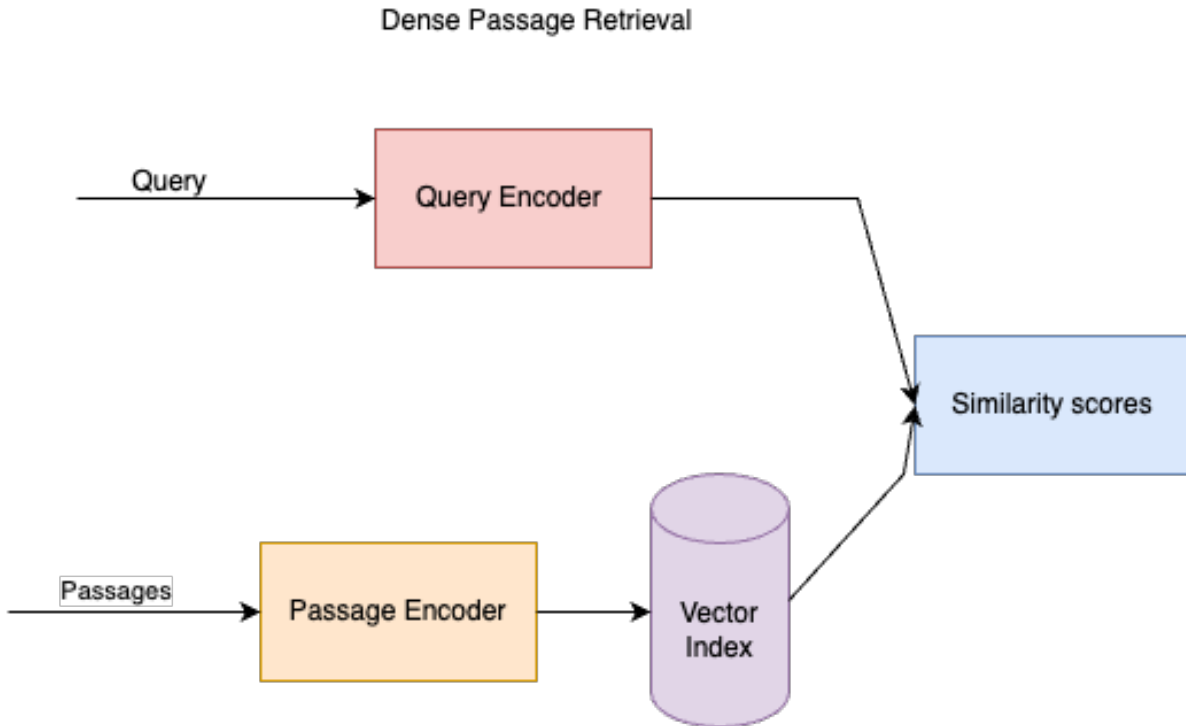 Dense Passage Retrieval
Query
Query Encoder
Similarity scores
Passages
Passage Encoder
Vector
Index